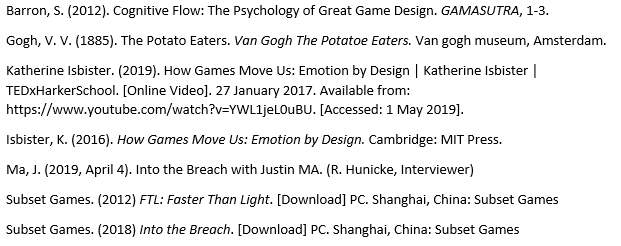 Barron, S. (2012). Cognitive Flow: The Psychology of Great Game Design. GAMASUTRA, 1-3.
Gogh, V. V. (1885). The Potato Eaters. Van Gogh The Potatoe Eaters. Van gogh museum, Amsterdam.
Katherine Isbister. (2019). How Games Move Us: Emotion by Design | Katherine Isbister |
TEDxHarkerSchool. [Online Video]. 27 January 2017. Available from:
https://www.youtube.com/watch?v=YWL1jeL0uBU. [Accessed: 1 May 2019].
Isbister, K. (2016). How Games Move Us: Emotion by Design. Cambridge: MIT Press.
Ma, J. (2019, April 4). Into the Breach with Justin MA. (R. Hunicke, Interviewer)
Subset Games. (2012) FTL: Faster Than Light. [Download] PC. Shanghai, China: Subset Games
Subset Games. (2018) Into the Breach. [Download] PC. Shanghai, China: Subset Games